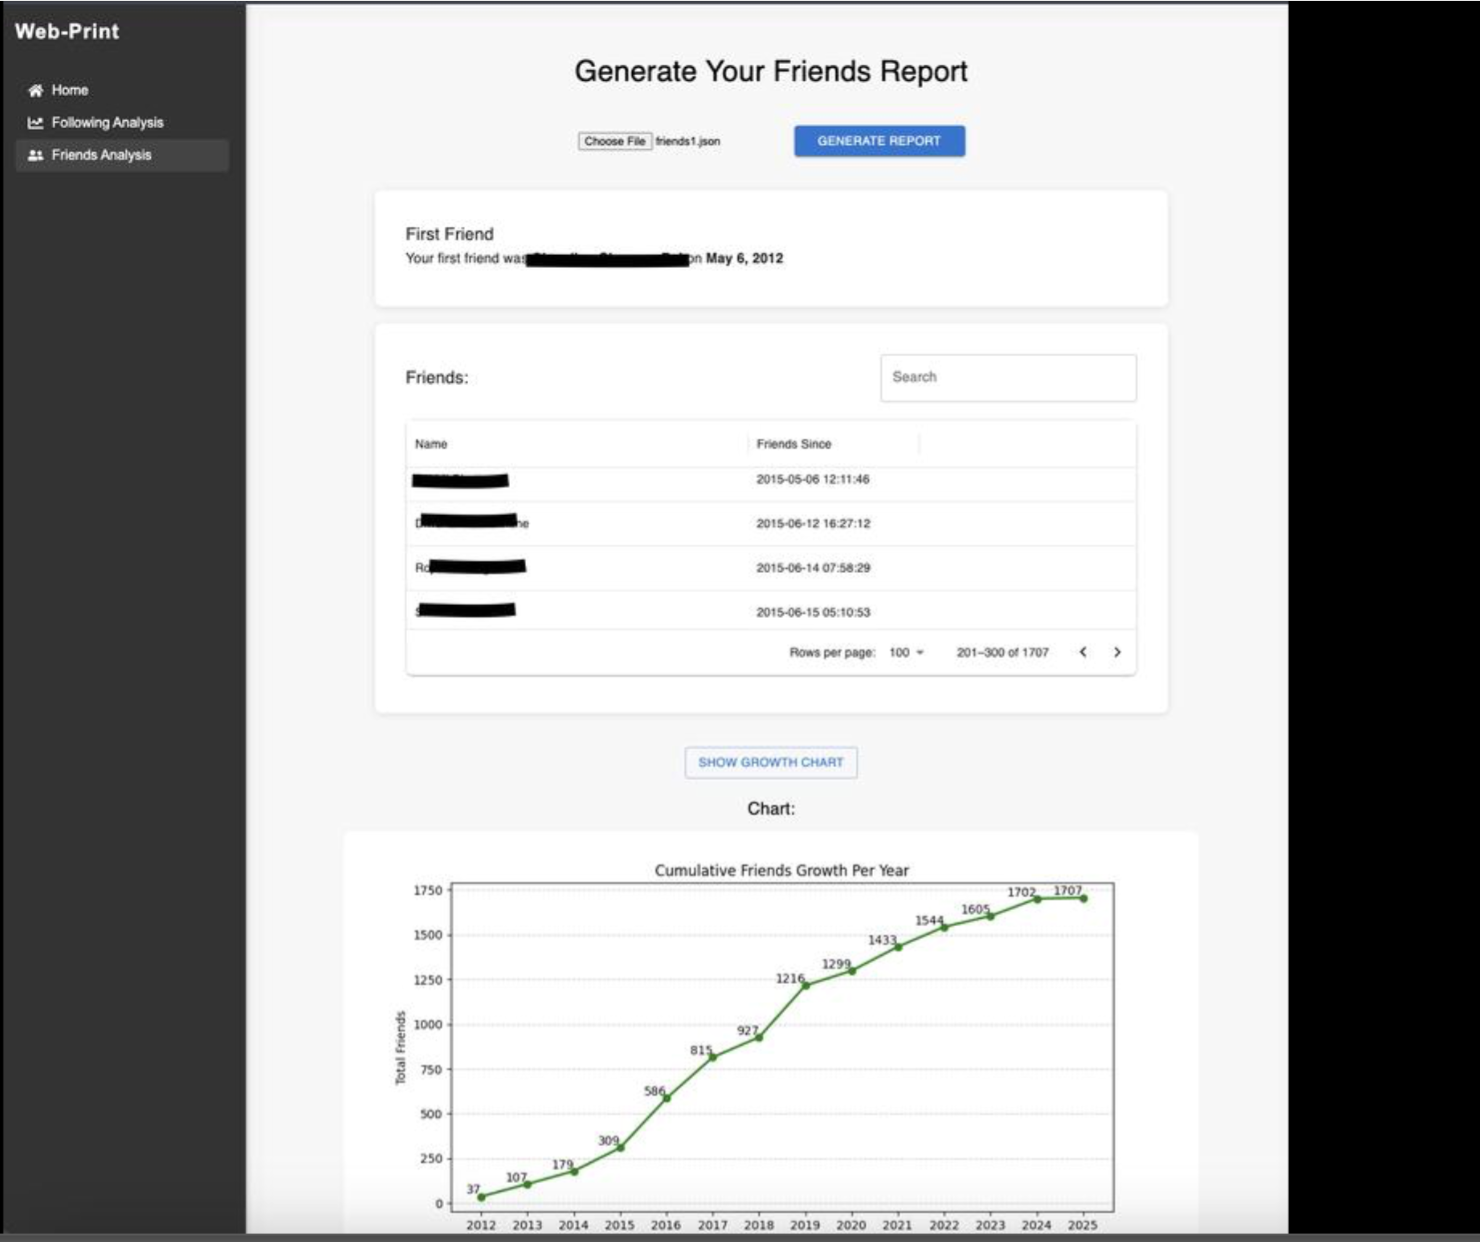 Web-Print
Home
Following Analysis
Friends Analysis
Generate Your Friends Report
Choose File friends1.json
GENERATE REPORT
First Friend
Your first friend was on May 6, 2012
Friends:
Search
Name Friends Since
2015-05-06 12:11:46
2015-06-12 16:27:12
2015-06-14 07:58:29
2015-06-15 05:10:53
Rows per page: 100 201–300 of 1707
SHOW GROWTH CHART
Chart:
Cumulative Friends Growth Per Year
Total Friends
1750
1500
1250
1000
750
500
250
0
37
107
179
309
586
815
927
1216
1299
1433
1544
1605
1702
1707
2012 2013 2014 2015 2016 2017 2018 2019 2020 2021 2022 2023 2024 2025